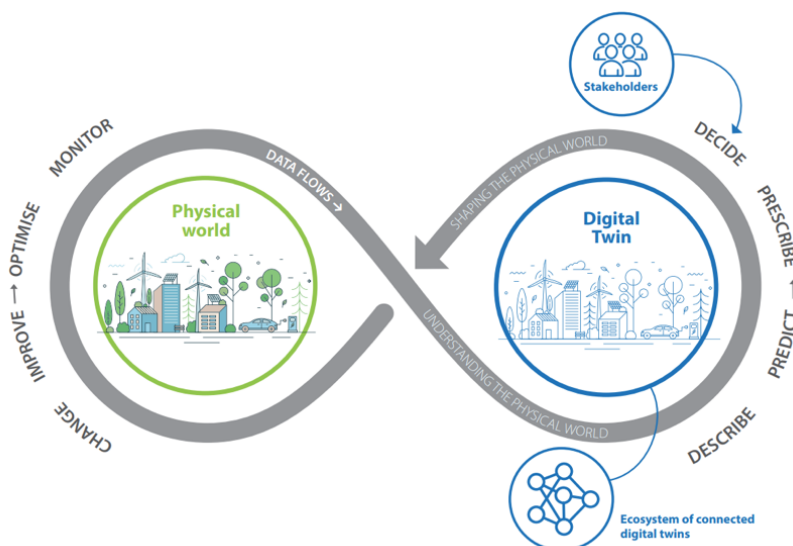 Stakeholders
MONITOR
DATA FLOWS →
SHAPING THE PHYSICAL WORLD
DECIDE
Physical
world
Digital
Twin
IMPROVE → OPTIMISE
PREDICT → PRESCRIBE
UNDERSTANDING THE PHYSICAL WORLD
CHANGE
DESCRIBE
Ecosystem of connected
digital twins